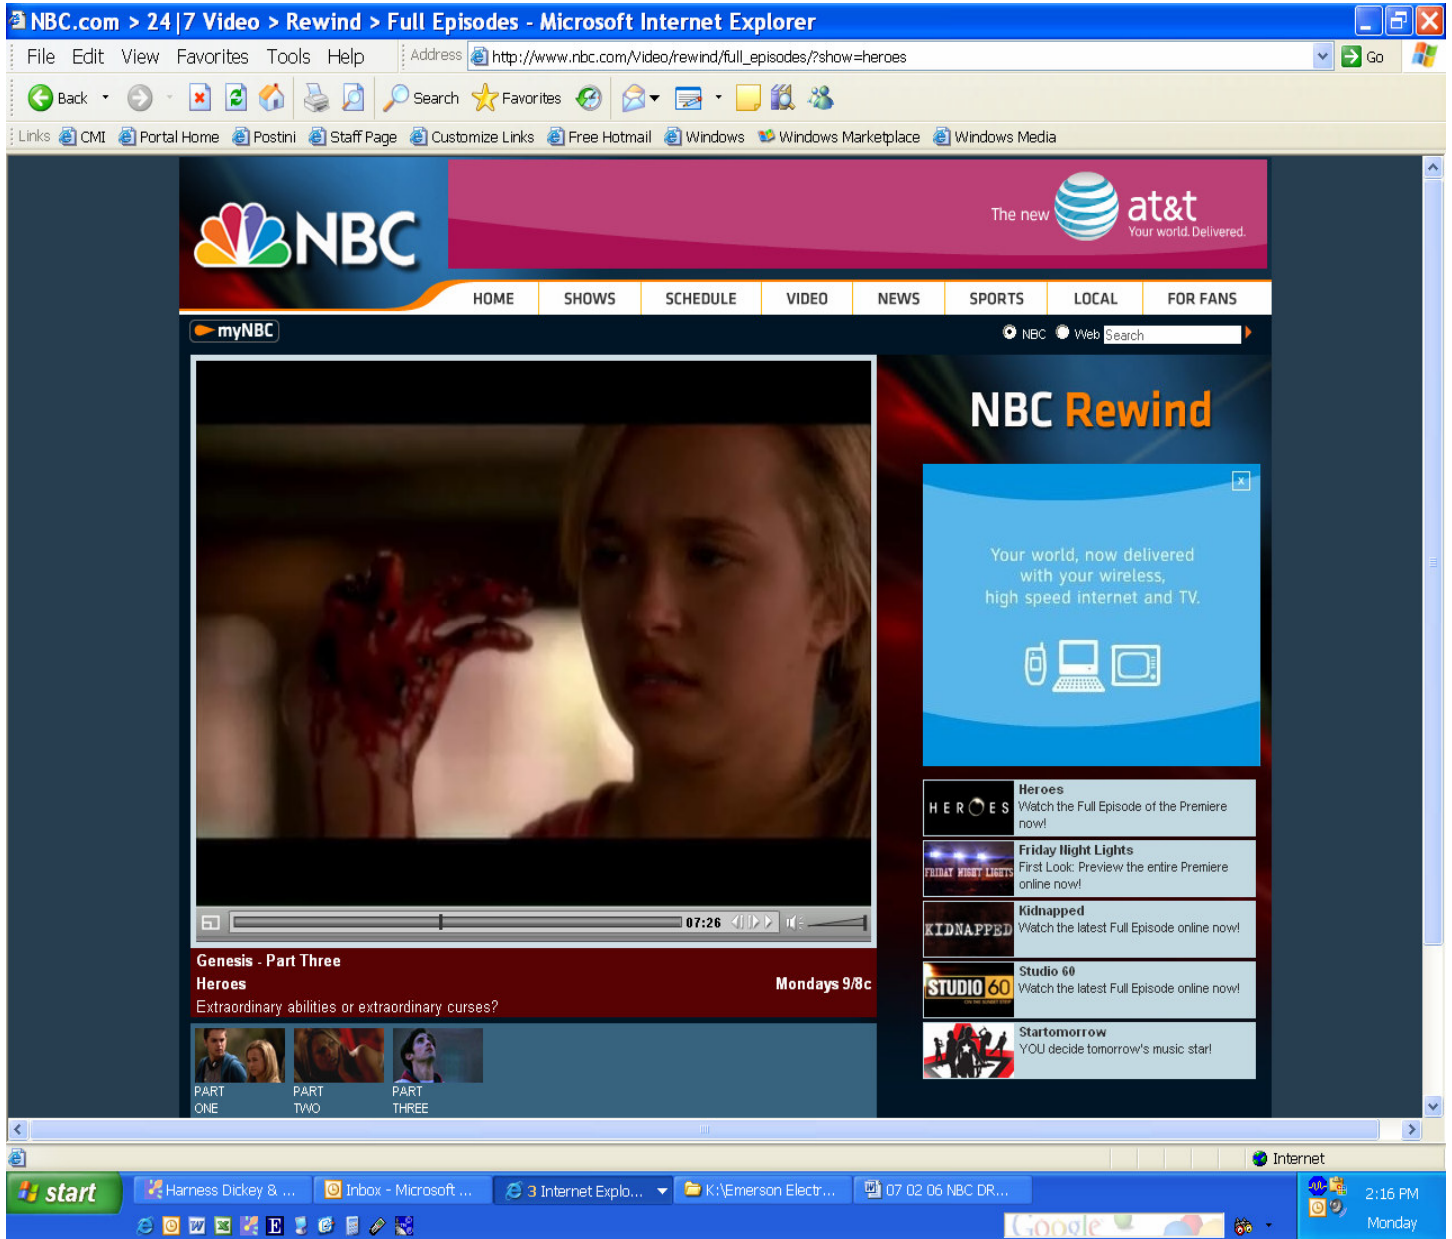 NBC.com > 24|7 Video > Rewind > Full Episodes - Microsoft Internet Explorer
File Edit View Favorites Tools Help Address http://www.nbc.com/Video/rewind/full_episodes/?show=heroes Go
Back Search Favorites
Links CMI Portal Home Postini Staff Page Customize Links Free Hotmail Windows Windows Marketplace Windows Media
NBC
The new at&t
Your world. Delivered.
HOME SHOWS SCHEDULE VIDEO NEWS SPORTS LOCAL FOR FANS
myNBC NBC Web Search
NBC Rewind
x
Your world, now delivered
with your wireless,
high speed internet and TV.
HEROES
Heroes
Watch the Full Episode of the Premiere
now!
FRIDAY NIGHT LIGHTS
Friday Night Lights
First Look: Preview the entire Premiere
online now!
KIDNAPPED
Kidnapped
Watch the latest Full Episode online now!
STUDIO 60
ON THE SUNSET STRIP
Studio 60
Watch the latest Full Episode online now!
Startomorrow
YOU decide tomorrow's music star!
07:26
Genesis - Part Three
Heroes Mondays 9/8c
Extraordinary abilities or extraordinary curses?
PART
ONE
PART
TWO
PART
THREE
Internet
start Harness Dickey & ... Inbox - Microsoft ... 3 Internet Explo... K:\Emerson Electr... 07 02 06 NBC DR... 2:16 PM
Google Monday